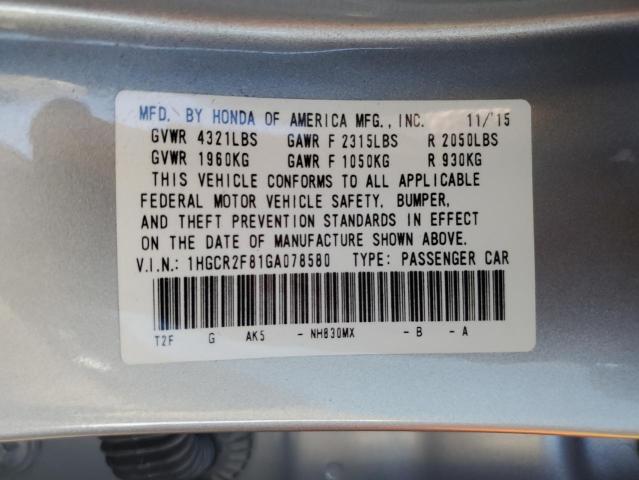 MFD. BY HONDA OF AMERICA MFG., INC. 11/'15
GVWR 4321LBS GAWR F 2315LBS R 2050LBS
GVWR 1960KG GAWR F 1050KG R 930KG
THIS VEHICLE CONFORMS TO ALL APPLICABLE
FEDERAL MOTOR VEHICLE SAFETY, BUMPER,
AND THEFT PREVENTION STANDARDS IN EFFECT
ON THE DATE OF MANUFACTURE SHOWN ABOVE.
V.I.N.: 1HGCR2F81GA078580 TYPE: PASSENGER CAR
T2F G AK5 - NH830MX - B - A